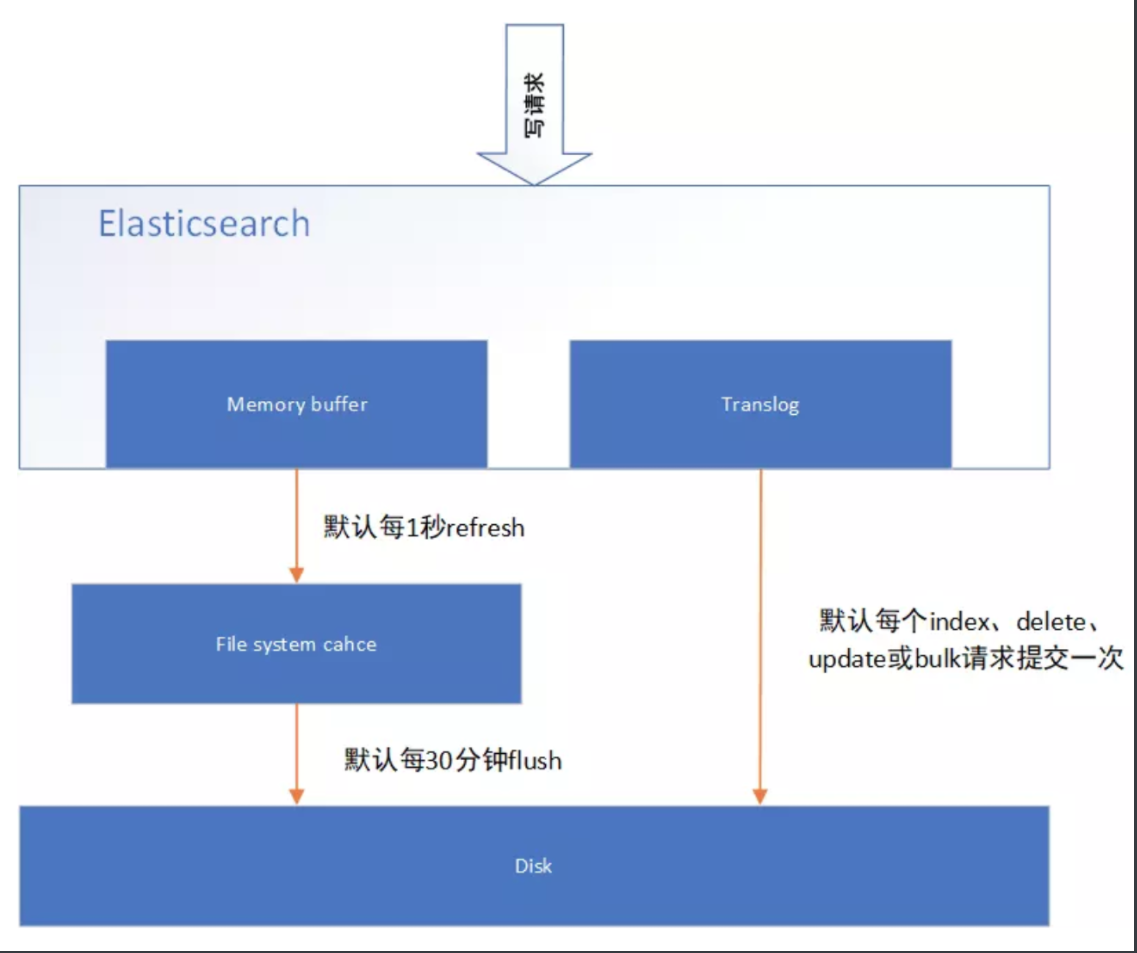 写请求
Elasticsearch
Memory buffer
Translog
默认每1秒refresh
File system cahce
默认每个index、delete、
update或bulk请求提交一次
默认每30分钟flush
Disk